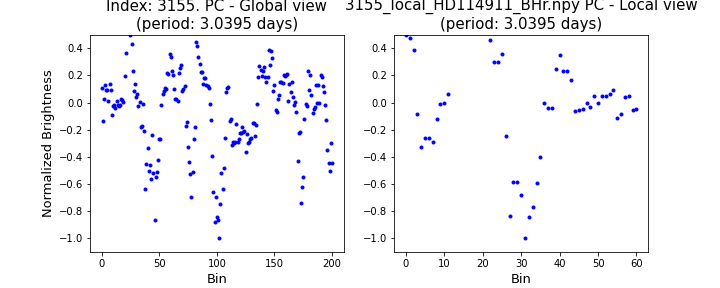 Index: 3155. PC - Global view
(period: 3.0395 days)
3155_local_HD114911_BHr.npy PC - Local view
(period: 3.0395 days)
Normalized Brightness
0.4
0.2
0.0
−0.2
−0.4
−0.6
−0.8
−1.0
0 50 100 150 200
Bin
0.4
0.2
0.0
−0.2
−0.4
−0.6
−0.8
−1.0
0 10 20 30 40 50 60
Bin